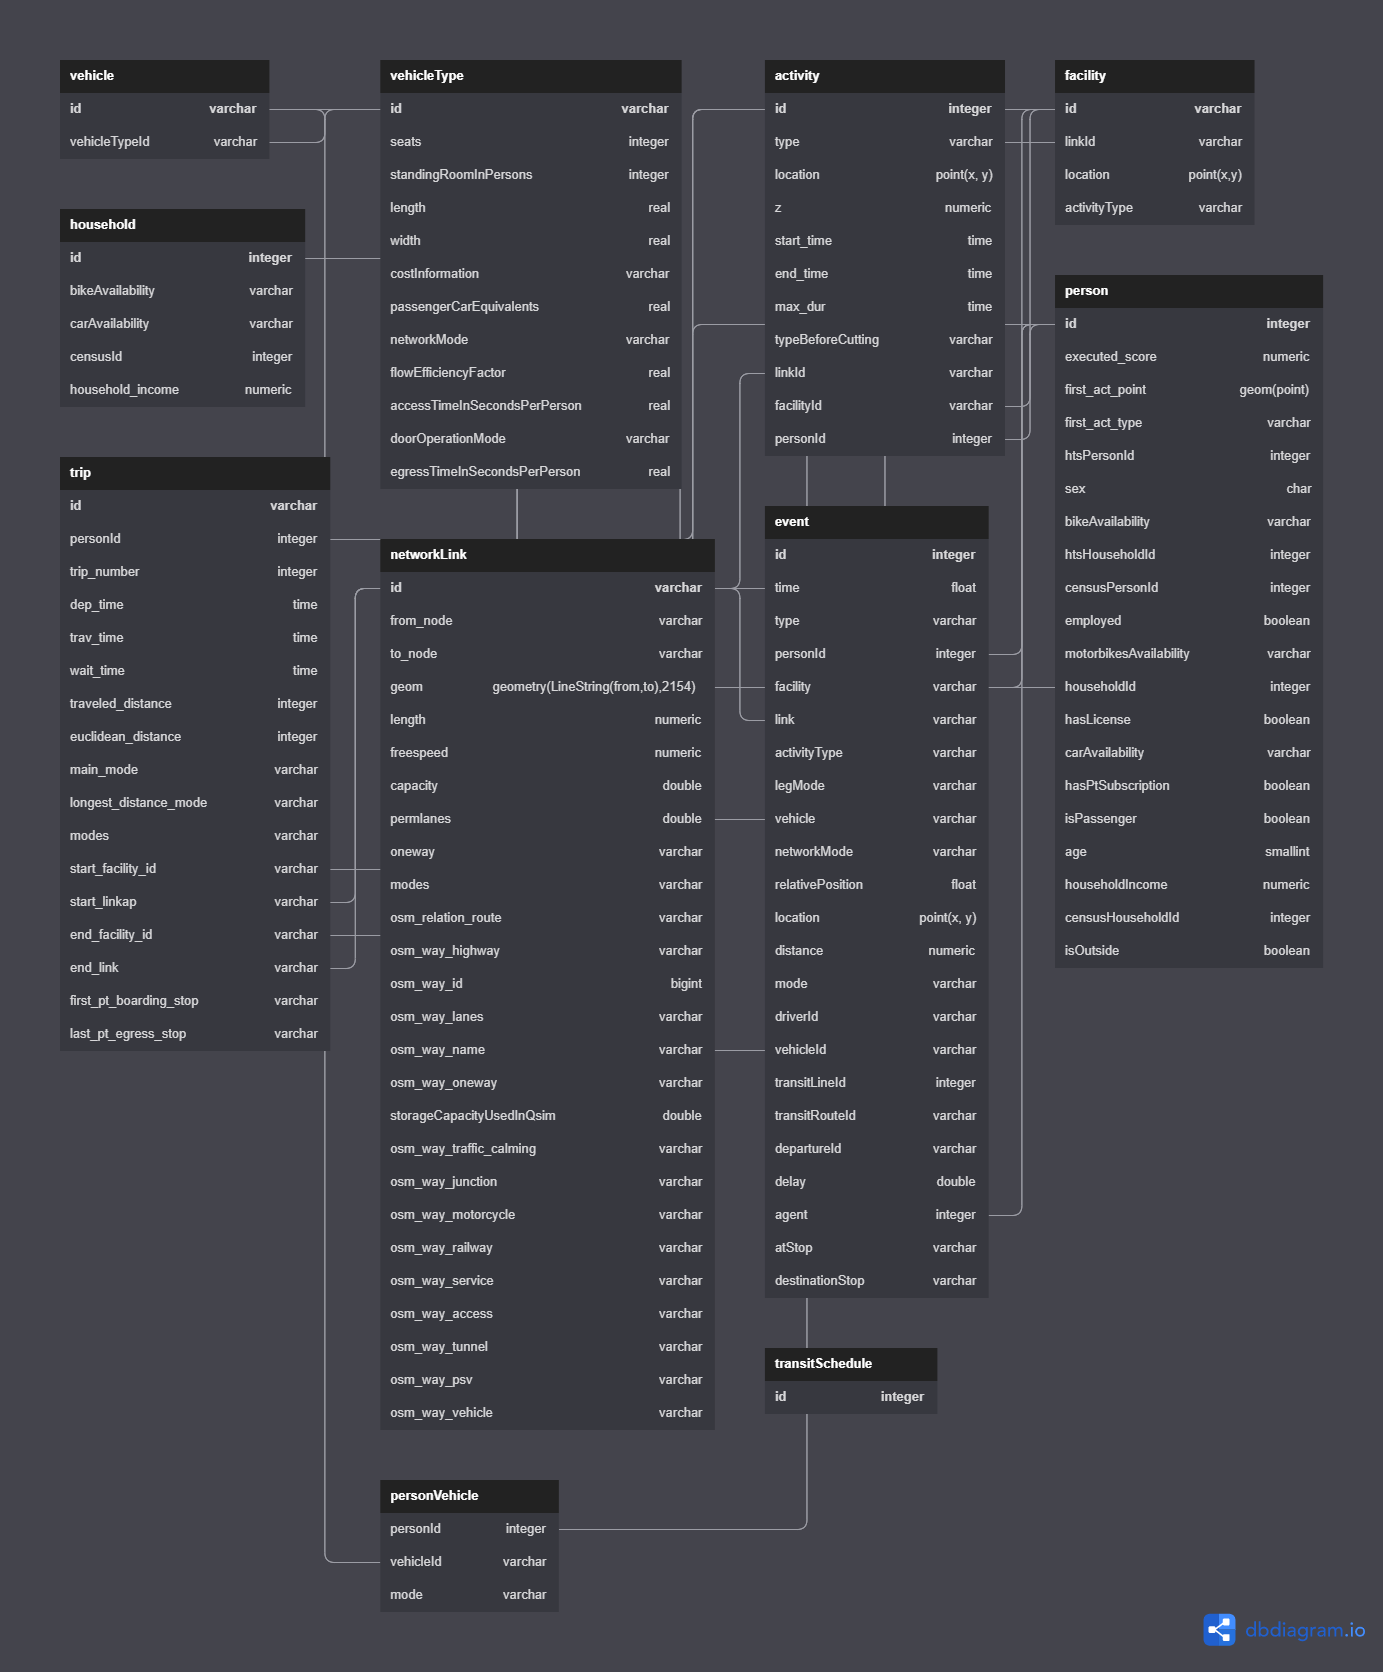 vehicle
id varchar
vehicleTypeId varchar
household
id integer
bikeAvailability varchar
carAvailability varchar
censusId integer
household_income numeric
trip
id varchar
personId integer
trip_number integer
dep_time time
trav_time time
wait_time time
traveled_distance integer
euclidean_distance integer
main_mode varchar
longest_distance_mode varchar
modes varchar
start_facility_id varchar
start_linkap varchar
end_facility_id varchar
end_link varchar
first_pt_boarding_stop varchar
last_pt_egress_stop varchar
vehicleType
id varchar
seats integer
standingRoomInPersons integer
length real
width real
costInformation varchar
passengerCarEquivalents real
networkMode varchar
flowEfficiencyFactor real
accessTimeInSecondsPerPerson real
doorOperationMode varchar
egressTimeInSecondsPerPerson real
networkLink
id varchar
from_node varchar
to_node varchar
geom geometry(LineString(from,to),2154)
length numeric
freespeed numeric
capacity double
permlanes double
oneway varchar
modes varchar
osm_relation_route varchar
osm_way_highway varchar
osm_way_id bigint
osm_way_lanes varchar
osm_way_name varchar
osm_way_oneway varchar
storageCapacityUsedInQsim double
osm_way_traffic_calming varchar
osm_way_junction varchar
osm_way_motorcycle varchar
osm_way_railway varchar
osm_way_service varchar
osm_way_access varchar
osm_way_tunnel varchar
osm_way_psv varchar
osm_way_vehicle varchar
personVehicle
personId integer
vehicleId varchar
mode varchar
activity
id integer
type varchar
location point(x, y)
z numeric
start_time time
end_time time
max_dur time
typeBeforeCutting varchar
linkId varchar
facilityId varchar
personId integer
event
id integer
time float
type varchar
personId integer
facility varchar
link varchar
activityType varchar
legMode varchar
vehicle varchar
networkMode varchar
relativePosition float
location point(x, y)
distance numeric
mode varchar
driverId varchar
vehicleId varchar
transitLineId integer
transitRouteId varchar
departureId varchar
delay double
agent integer
atStop varchar
destinationStop varchar
transitSchedule
id integer
facility
id varchar
linkId varchar
location point(x,y)
activityType varchar
person
id integer
executed_score numeric
first_act_point geom(point)
first_act_type varchar
htsPersonId integer
sex char
bikeAvailability varchar
htsHouseholdId integer
censusPersonId integer
employed boolean
motorbikesAvailability varchar
householdId integer
hasLicense boolean
carAvailability varchar
hasPtSubscription boolean
isPassenger boolean
age smallint
householdIncome numeric
censusHouseholdId integer
isOutside boolean
dbdiagram.io